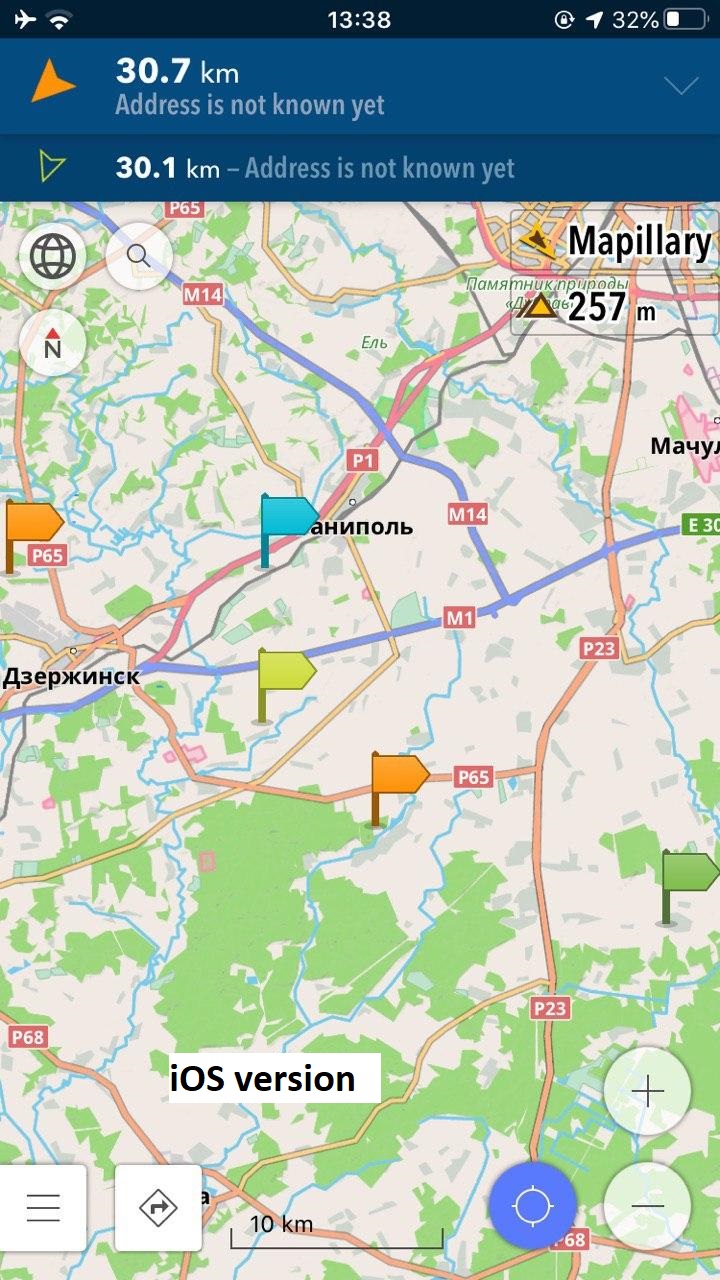 13:38
32%
30.7 km
Address is not known yet
30.1 km – Address is not known yet
P65
Mapillary
Памятник природы
257 m
M14
N
Ель
Мачул
P1
M14
аниполь
E 30
P65
M1
P23
Дзержинск
P65
P23
P68
iOS version
а
10 km
P68